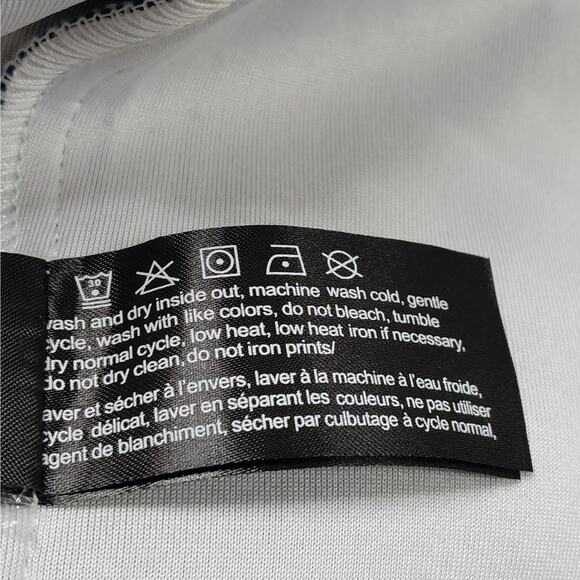 30
wash and dry inside out, machine wash cold, gentle
cycle, wash with like colors, do not bleach, tumble
dry normal cycle, low heat, low heat iron if necessary,
do not dry clean, do not iron prints/
laver et sécher à l'envers, laver à la machine à l'eau froide,
cycle délicat, laver en séparant les couleurs, ne pas utiliser
agent de blanchiment, sécher par culbutage à cycle normal,